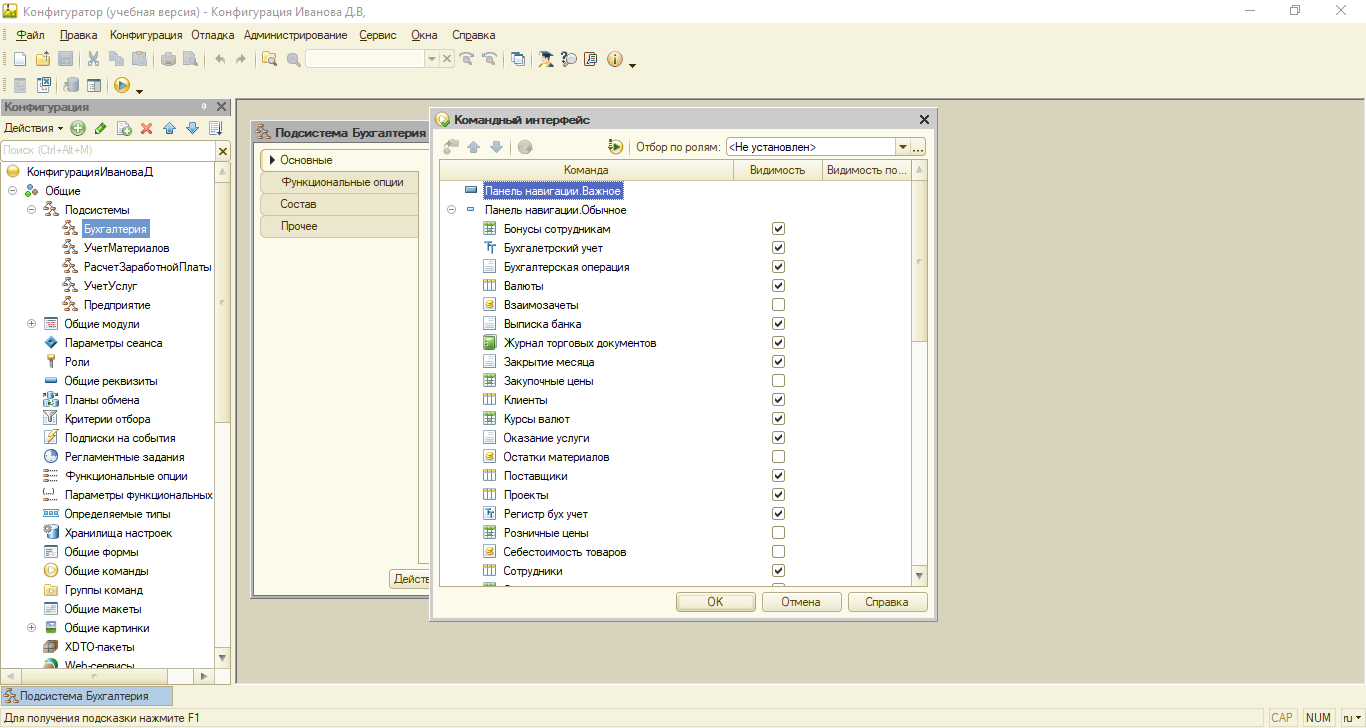 Конфигуратор (учебная версия) - Конфигурация Иванова Д.В,
Файл Правка Конфигурация Отладка Администрирование Сервис Окна Справка
Конфигурация
Действия
Поиск (Ctrl+Alt+M)
КонфигурацияИвановаД
Общие
Подсистемы
Бухгалтерия
УчетМатериалов
РасчетЗаработнойПлаты
УчетУслуг
Предприятие
Общие модули
Параметры сеанса
Роли
Общие реквизиты
Планы обмена
Критерии отбора
Подписки на события
Регламентные задания
Функциональные опции
Параметры функциональных
Определяемые типы
Хранилища настроек
Общие формы
Общие команды
Группы команд
Общие макеты
Общие картинки
XDTO-пакеты
Web-сервисы
Подсистема Бухгалтерия
Основные
Функциональные опции
Состав
Прочее
Действ
Командный интерфейс
Отбор по ролям: <Не установлен> ...
Команда Видимость Видимость по...
Панель навигации.Важное
Панель навигации.Обычное
Бонусы сотрудникам
Бухгалетрский учет
Бухгалтерская операция
Валюты
Взаимозачеты
Выписка банка
Журнал торговых документов
Закрытие месяца
Закупочные цены
Клиенты
Курсы валют
Оказание услуги
Остатки материалов
Поставщики
Проекты
Регистр бух учет
Розничные цены
Себестоимость товаров
Сотрудники
OK Отмена Справка
Подсистема Бухгалтерия
Для получения подсказки нажмите F1 CAP NUM ru